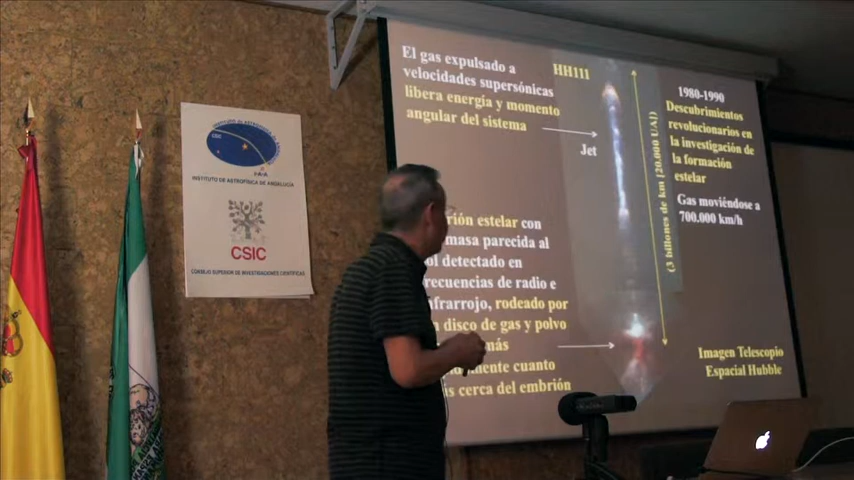 INSTITUTO DE ASTROFÍSICA DE ANDALUCÍA
CSIC
CONSEJO SUPERIOR DE INVESTIGACIONES CIENTÍFICAS
El gas expulsado a
velocidades supersónicas
libera energía y momento
angular del sistema
HH111
Jet
1980-1990
Descubrimientos
revolucionarios en la
investigación de
la formación
estelar
Gas moviéndose a
700.000 km/h
(3 billones de km [20.000 UA])
rión estelar con
masa parecida al
ol detectado en
recuencias de radio e
nfrarrojo, rodeado por
disco de gas y polvo
más
mente cuanto
s cerca del embrión
Imagen Telescopio
Espacial Hubble